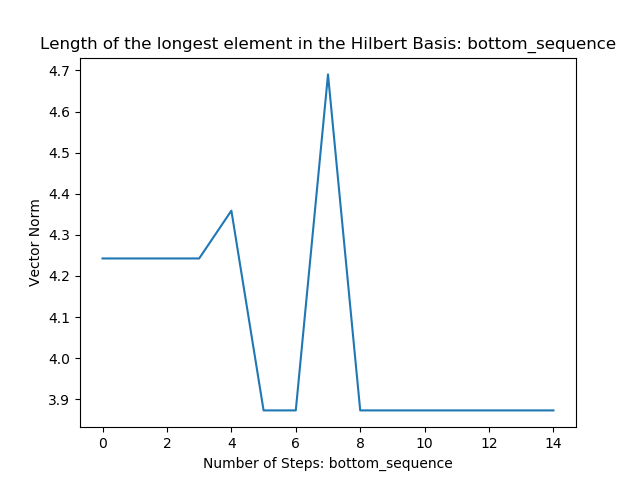 Length of the longest element in the Hilbert Basis: bottom_sequence
4.7
4.6
4.5
4.4
4.3
4.2
4.1
4.0
3.9
Vector Norm
0 2 4 6 8 10 12 14
Number of Steps: bottom_sequence